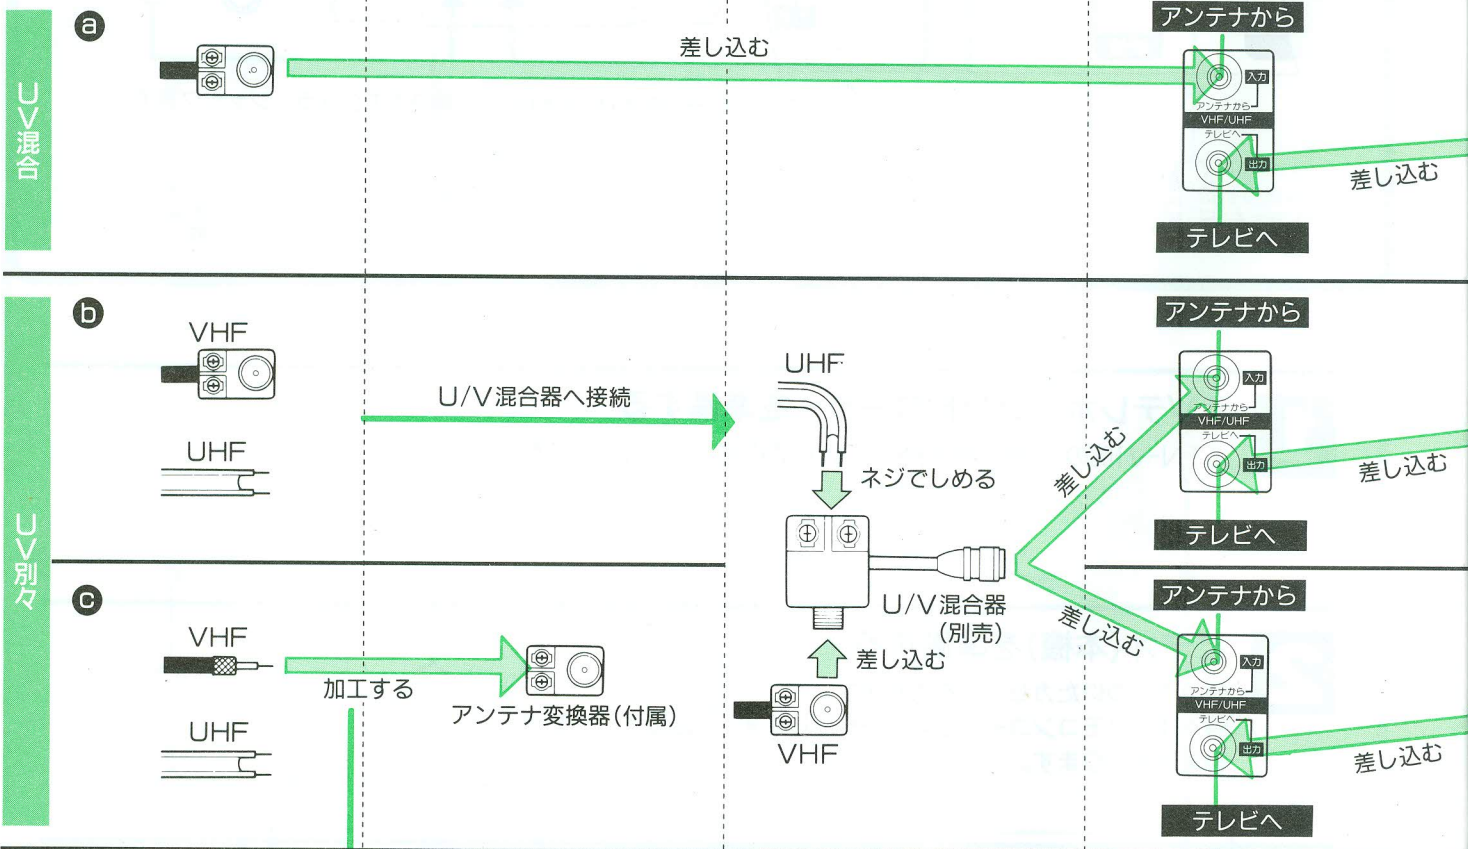 UV混合
ⓐ
差し込む
アンテナから
入力
アンテナから
VHF/UHF
テレビへ
出力
差し込む
テレビへ
UV別々
ⓑ
VHF
UHF
U/V混合器へ接続
UHF
ネジでしめる
U/V混合器
(別売)
差し込む
VHF
差し込む
差し込む
アンテナから
入力
アンテナから
VHF/UHF
テレビへ
出力
差し込む
テレビへ
ⓒ
VHF
加工する
アンテナ変換器(付属)
UHF
アンテナから
入力
アンテナから
VHF/UHF
テレビへ
出力
差し込む
テレビへ